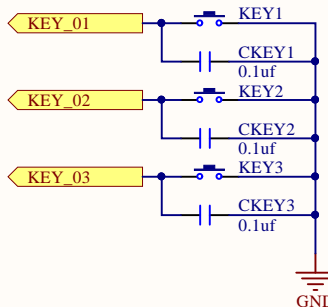 KEY_01
KEY1
CKEY1
0.1uf
KEY_02
KEY2
CKEY2
0.1uf
KEY_03
KEY3
CKEY3
0.1uf
GND